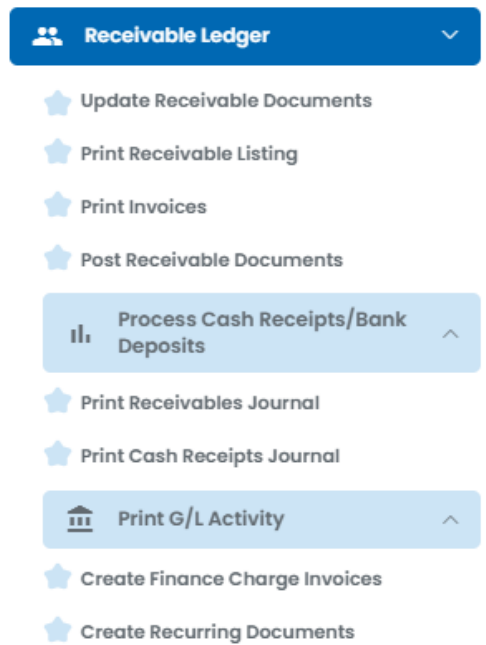 Receivable Ledger
Update Receivable Documents
Print Receivable Listing
Print Invoices
Post Receivable Documents
Process Cash Receipts/Bank
Deposits
Print Receivables Journal
Print Cash Receipts Journal
Print G/L Activity
Create Finance Charge Invoices
Create Recurring Documents